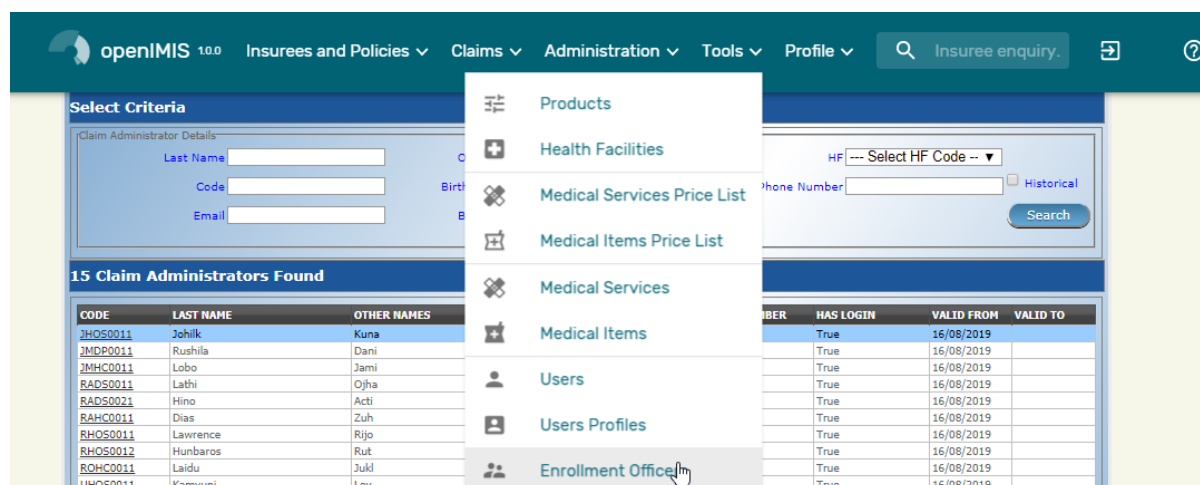 openIMIS 1.0.0 Insurees and Policies Claims Administration Tools Profile Insuree enquiry.
Products
Health Facilities
Medical Services Price List
Medical Items Price List
Medical Services
Medical Items
Users
Users Profiles
Enrollment Office
Select Criteria
Claim Administrator Details
Last Name HF --- Select HF Code --
Code Birth Phone Number Historical
Email Search
15 Claim Administrators Found
CODE LAST NAME OTHER NAMES HAS LOGIN VALID FROM VALID TO
JHOS0011 Johilk Kuna True 16/08/2019
JMDP0011 Rushila Dani True 16/08/2019
JMHC0011 Lobo Jami True 16/08/2019
RADS0011 Lathi Ojha True 16/08/2019
RADS0021 Hino Acti True 16/08/2019
RAHC0011 Dias Zuh True 16/08/2019
RHOS0011 Lawrence Rijo True 16/08/2019
RHOS0012 Hunbaros Rut True 16/08/2019
ROHC0011 Laidu Jukl True 16/08/2019
True 16/08/2019